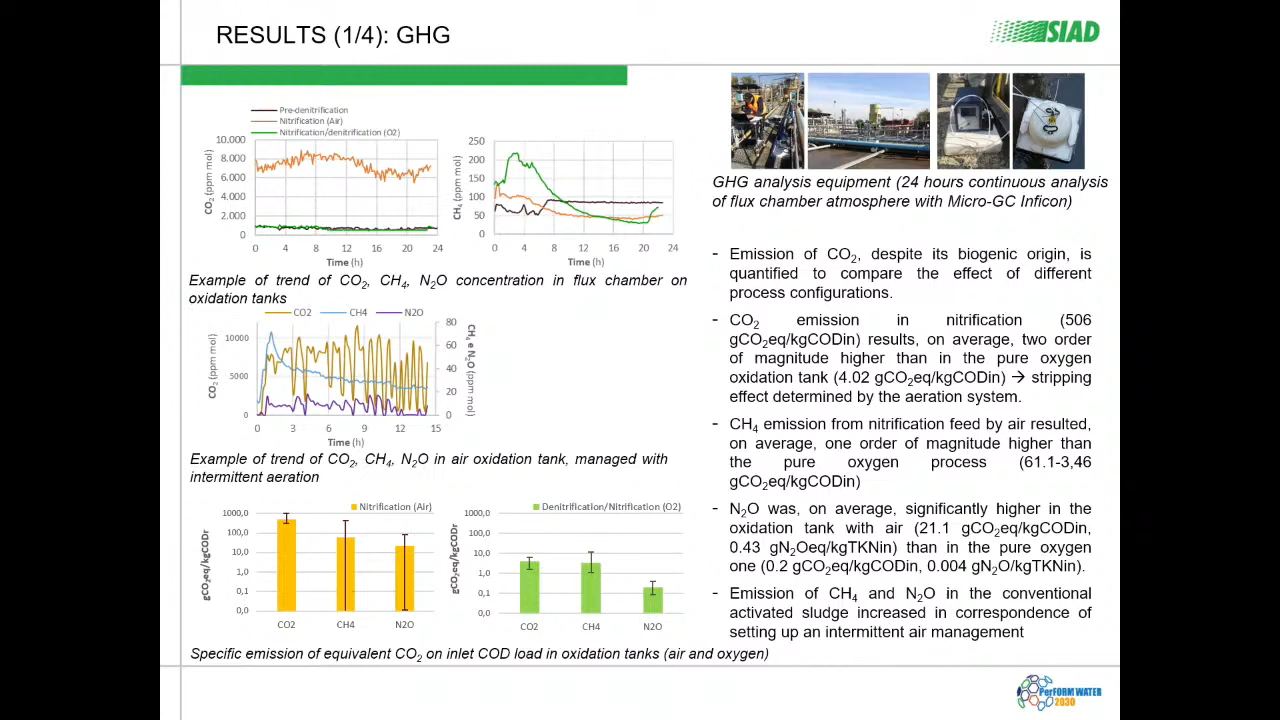 RESULTS (1/4): GHG
SIAD
Pre-denitrification
Nitrification (Air)
Nitrification/denitrification (O2)
10.000
8.000
6.000
4.000
2.000
0
CO₂ (ppm mol)
0 4 8 12 16 20 24
Time (h)
250
200
150
100
50
0
CH₄ (ppm mol)
0 4 8 12 16 20 24
Time (h)
Example of trend of CO₂, CH₄, N₂O concentration in flux chamber on
oxidation tanks
CO2 CH4 N2O
10000
5000
0
CO₂ (ppm mol)
80
60
40
20
0
CH₄ e N₂O (ppm mol)
0 3 6 9 12 15
Time (h)
Example of trend of CO₂, CH₄, N₂O in air oxidation tank, managed with
intermittent aeration
Nitrification (Air)
1000,0
100,0
10,0
1,0
0,1
0,0
gCO₂eq/kgCODr
CO2 CH4 N2O
Denitrification/Nitrification (O2)
1000,0
100,0
10,0
1,0
0,1
0,0
gCO₂eq/kgCODr
CO2 CH4 N2O
Specific emission of equivalent CO₂ on inlet COD load in oxidation tanks (air and oxygen)
GHG analysis equipment (24 hours continuous analysis
of flux chamber atmosphere with Micro-GC Inficon)
- Emission of CO₂, despite its biogenic origin, is
quantified to compare the effect of different
process configurations.
- CO₂ emission in nitrification (506
gCO₂eq/kgCODin) results, on average, two order
of magnitude higher than in the pure oxygen
oxidation tank (4.02 gCO₂eq/kgCODin) → stripping
effect determined by the aeration system.
- CH₄ emission from nitrification feed by air resulted,
on average, one order of magnitude higher than
the pure oxygen process (61.1-3,46
gCO₂eq/kgCODin)
- N₂O was, on average, significantly higher in the
oxidation tank with air (21.1 gCO₂eq/kgCODin,
0.43 gN₂Oeq/kgTKNin) than in the pure oxygen
one (0.2 gCO₂eq/kgCODin, 0.004 gN₂O/kgTKNin).
- Emission of CH₄ and N₂O in the conventional
activated sludge increased in correspondence of
setting up an intermittent air management
PerFORM WATER
2030